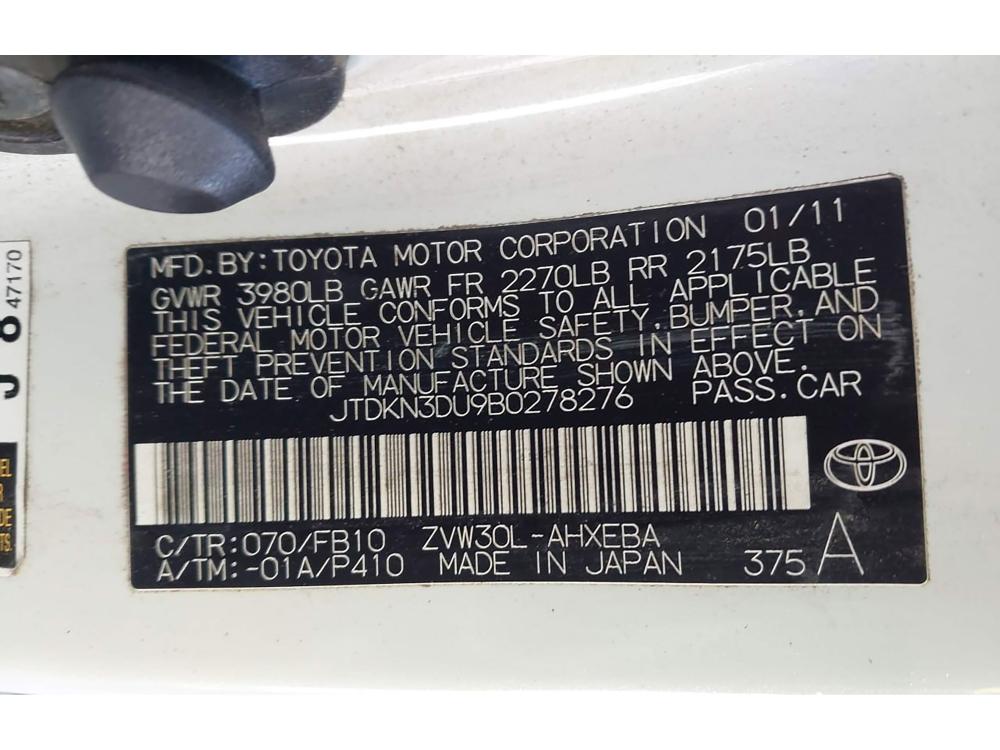 MFD.BY:TOYOTA MOTOR CORPORATION 01/11
GVWR 3980LB GAWR FR 2270LB RR 2175LB
THIS VEHICLE CONFORMS TO ALL APPLICABLE
FEDERAL MOTOR VEHICLE SAFETY,BUMPER,AND
THEFT PREVENTION STANDARDS IN EFFECT ON
THE DATE OF MANUFACTURE SHOWN ABOVE.
JTDKN3DU9B0278276 PASS.CAR
C/TR:070/FB10 ZVW30L-AHXEBA
A/TM:-01A/P410 MADE IN JAPAN 375 A
J 8 47170